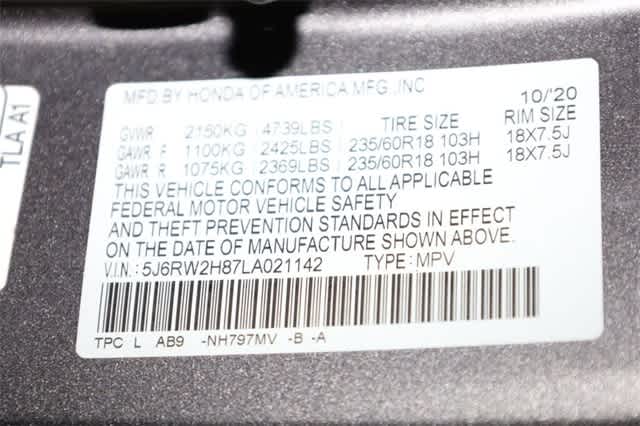 MFD.BY HONDA OF AMERICA MFG.,INC 10/'20
GVWR 2150KG 4739LBS TIRE SIZE RIM SIZE
GAWR F 1100KG 2425LBS 235/60R18 103H 18X7.5J
GAWR R 1075KG 2369LBS 235/60R18 103H 18X7.5J
THIS VEHICLE CONFORMS TO ALL APPLICABLE
FEDERAL MOTOR VEHICLE SAFETY
AND THEFT PREVENTION STANDARDS IN EFFECT
ON THE DATE OF MANUFACTURE SHOWN ABOVE.
V.I.N.: 5J6RW2H87LA021142 TYPE: MPV
TPC L AB9 -NH797MV -B -A
TLA A1